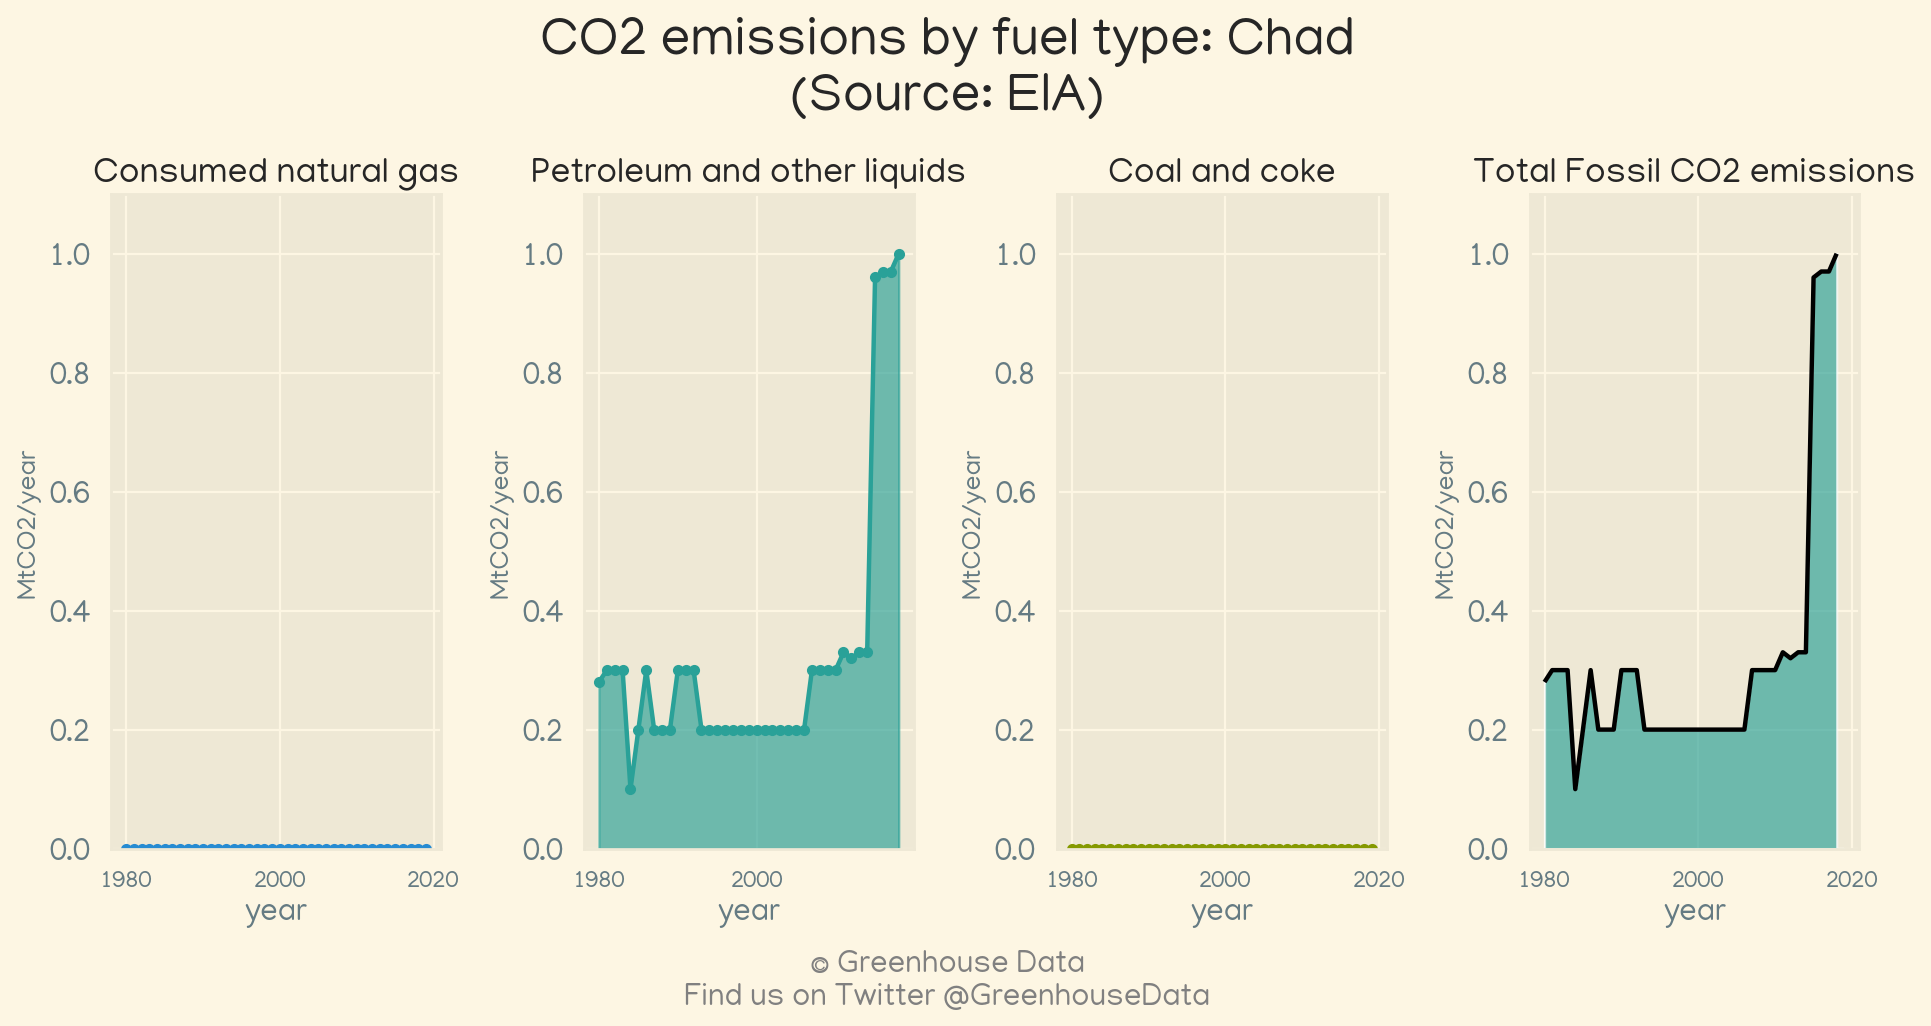 CO2 emissions by fuel type: Chad
(Source: EIA)
Consumed natural gas
Petroleum and other liquids
Coal and coke
Total Fossil CO2 emissions
MtCO2/year
1.0
0.8
0.6
0.4
0.2
0.0
1980 2000 2020
year
MtCO2/year
1.0
0.8
0.6
0.4
0.2
0.0
1980 2000
year
MtCO2/year
1.0
0.8
0.6
0.4
0.2
0.0
1980 2000 2020
year
MtCO2/year
1.0
0.8
0.6
0.4
0.2
0.0
1980 2000 2020
year
© Greenhouse Data
Find us on Twitter @GreenhouseData